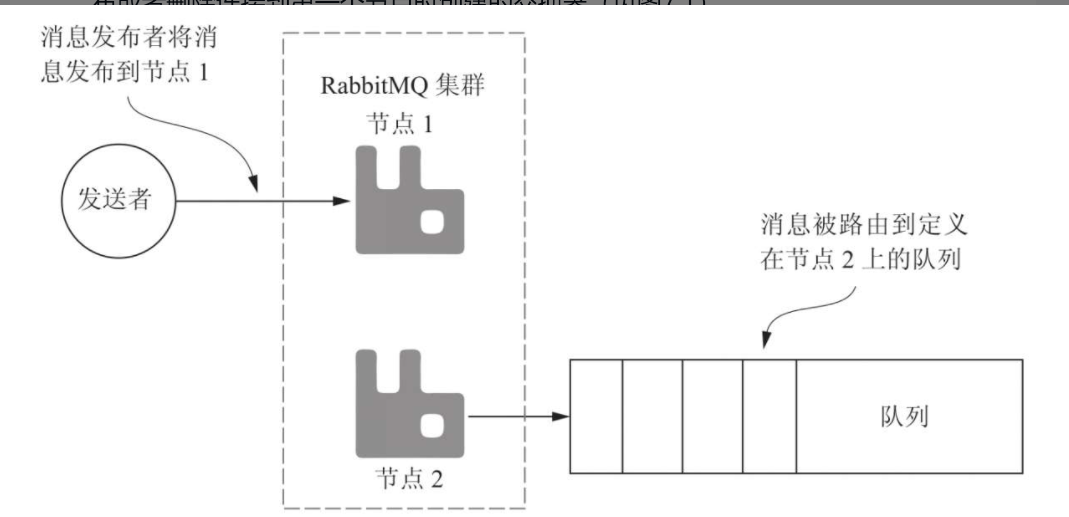 消息发布者将消
息发布到节点 1
RabbitMQ 集群
节点 1
发送者
消息被路由到定义
在节点 2 上的队列
队列
节点 2